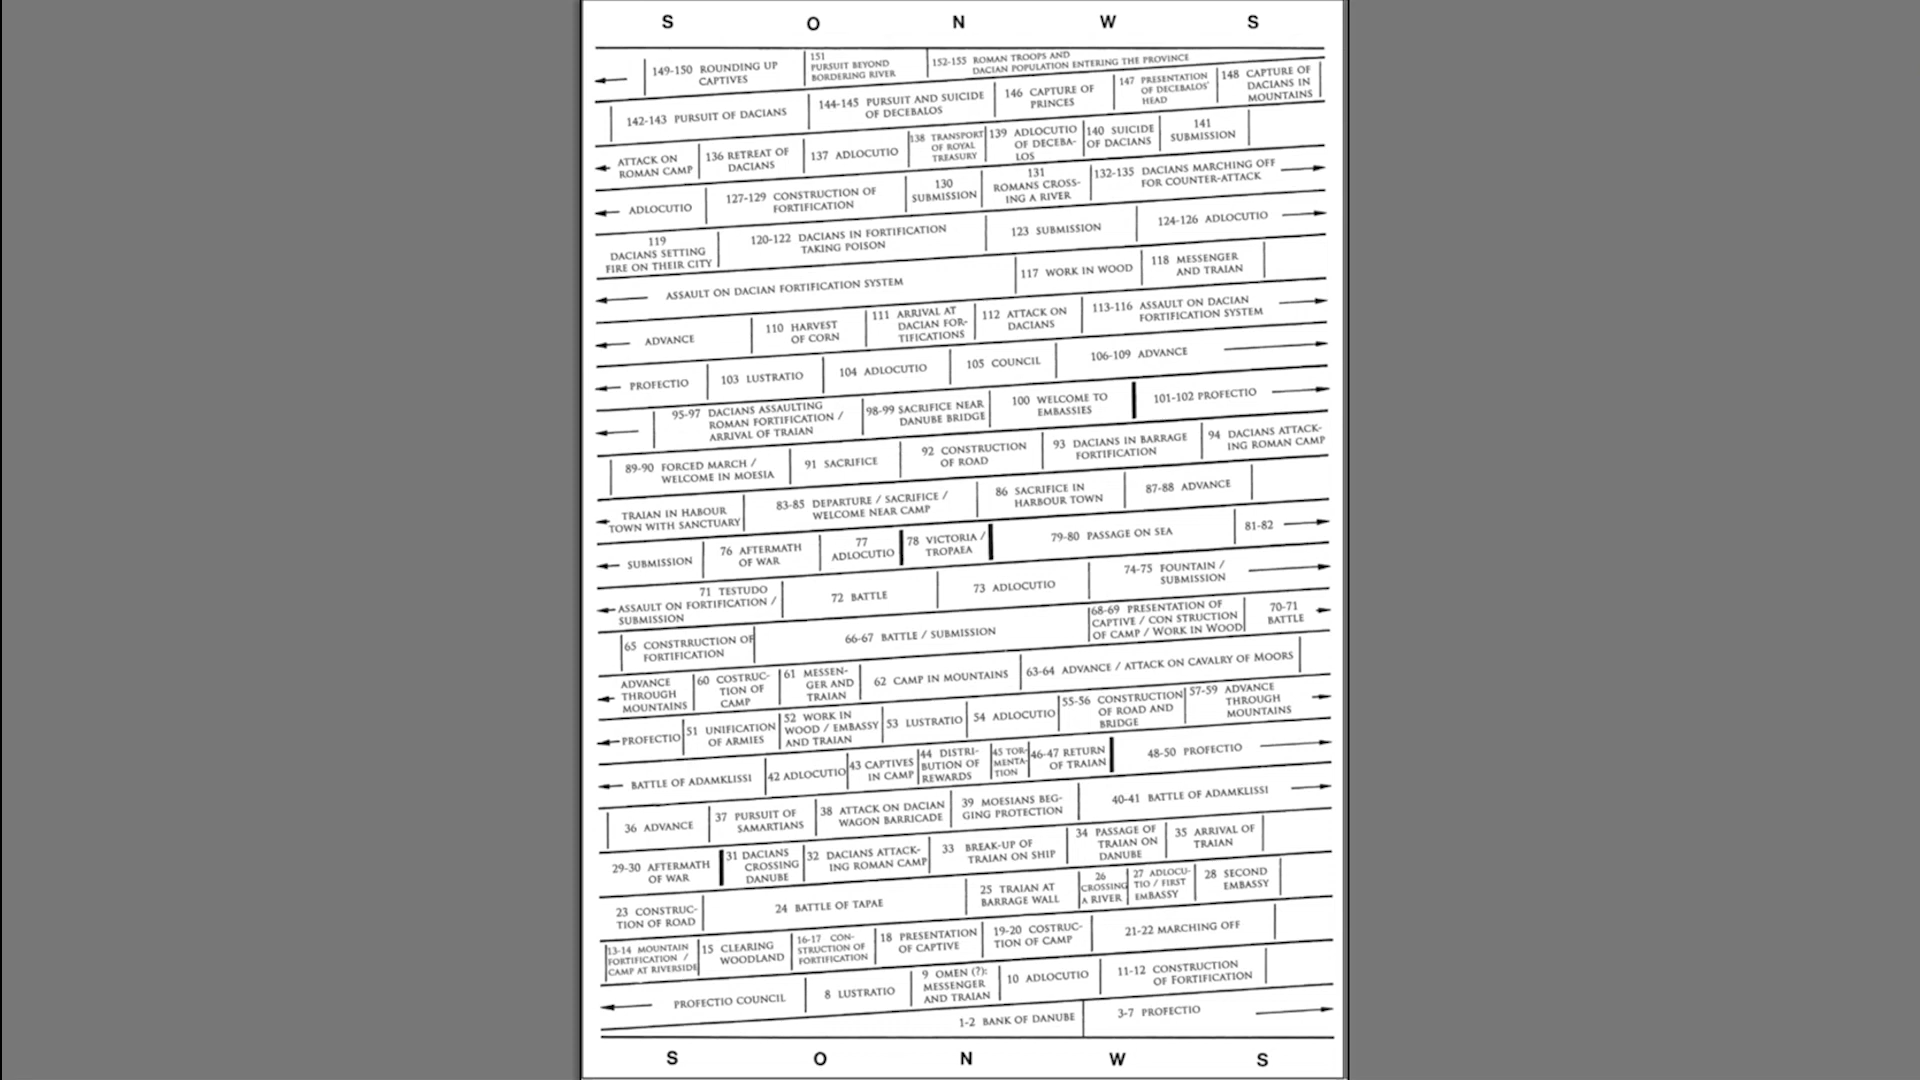 S O N W S
149-150 ROUNDING UP
CAPTIVES
151
PURSUIT BEYOND
BORDERING RIVER
152-155 ROMAN TROOPS AND
DACIAN POPULATION ENTERING THE PROVINCE
142-143 PURSUIT OF DACIANS
144-145 PURSUIT AND SUICIDE
OF DECEBALOS
146 CAPTURE OF
PRINCES
147 PRESENTATION
OF DECEBALOS'
HEAD
148 CAPTURE OF
DACIANS IN
MOUNTAINS
ATTACK ON
ROMAN CAMP
136 RETREAT OF
DACIANS
137 ADLOCUTIO
138 TRANSPORT
OF ROYAL
TREASURY
139 ADLOCUTIO
OF DECEBA-
LOS
140 SUICIDE
OF DACIANS
141
SUBMISSION
ADLOCUTIO
127-129 CONSTRUCTION OF
FORTIFICATION
130
SUBMISSION
131
ROMANS CROSS-
ING A RIVER
132-135 DACIANS MARCHING OFF
FOR COUNTER-ATTACK
119
DACIANS SETTING
FIRE ON THEIR CITY
120-122 DACIANS IN FORTIFICATION
TAKING POISON
123 SUBMISSION
124-126 ADLOCUTIO
ASSAULT ON DACIAN FORTIFICATION SYSTEM
117 WORK IN WOOD
118 MESSENGER
AND TRAIAN
ADVANCE
110 HARVEST
OF CORN
111 ARRIVAL AT
DACIAN FOR-
TIFICATIONS
112 ATTACK ON
DACIANS
113-116 ASSAULT ON DACIAN
FORTIFICATION SYSTEM
PROFECTIO
103 LUSTRATIO
104 ADLOCUTIO
105 COUNCIL
106-109 ADVANCE
95-97 DACIANS ASSAULTING
ROMAN FORTIFICATION /
ARRIVAL OF TRAIAN
98-99 SACRIFICE NEAR
DANUBE BRIDGE
100 WELCOME TO
EMBASSIES
101-102 PROFECTIO
89-90 FORCED MARCH /
WELCOME IN MOESIA
91 SACRIFICE
92 CONSTRUCTION
OF ROAD
93 DACIANS IN BARRAGE
FORTIFICATION
94 DACIANS ATTACK-
ING ROMAN CAMP
TRAIAN IN HABOUR
TOWN WITH SANCTUARY
83-85 DEPARTURE / SACRIFICE /
WELCOME NEAR CAMP
86 SACRIFICE IN
HARBOUR TOWN
87-88 ADVANCE
SUBMISSION
76 AFTERMATH
OF WAR
77
ADLOCUTIO
78 VICTORIA /
TROPAEA
79-80 PASSAGE ON SEA
81-82
71 TESTUDO
ASSAULT ON FORTIFICATION /
SUBMISSION
72 BATTLE
73 ADLOCUTIO
74-75 FOUNTAIN /
SUBMISSION
65 CONSTRRUCTION OF
FORTIFICATION
66-67 BATTLE / SUBMISSION
68-69 PRESENTATION OF
CAPTIVE / CON STRUCTION
OF CAMP / WORK IN WOOD
70-71
BATTLE
ADVANCE
THROUGH
MOUNTAINS
60 COSTRUC-
TION OF
CAMP
61 MESSEN-
GER AND
TRAIAN
62 CAMP IN MOUNTAINS
63-64 ADVANCE / ATTACK ON CAVALRY OF MOORS
PROFECTIO
51 UNIFICATION
OF ARMIES
52 WORK IN
WOOD / EMBASSY
AND TRAIAN
53 LUSTRATIO
54 ADLOCUTIO
55-56 CONSTRUCTION
OF ROAD AND
BRIDGE
57-59 ADVANCE
THROUGH
MOUNTAINS
BATTLE OF ADAMKLISSI
42 ADLOCUTIO
43 CAPTIVES
IN CAMP
44 DISTRI-
BUTION OF
REWARDS
45 TOR-
MENTA-
TION
46-47 RETURN
OF TRAIAN
48-50 PROFECTIO
36 ADVANCE
37 PURSUIT OF
SAMARTIANS
38 ATTACK ON DACIAN
WAGON BARRICADE
39 MOESIANS BEG-
GING PROTECTION
40-41 BATTLE OF ADAMKLISSI
29-30 AFTERMATH
OF WAR
31 DACIANS
CROSSING
DANUBE
32 DACIANS ATTACK-
ING ROMAN CAMP
33 BREAK-UP OF
TRAIAN ON SHIP
34 PASSAGE OF
TRAIAN ON
DANUBE
35 ARRIVAL OF
TRAIAN
23 CONSTRUC-
TION OF ROAD
24 BATTLE OF TAPAE
25 TRAIAN AT
BARRAGE WALL
26
CROSSING
A RIVER
27 ADLOCU-
TIO / FIRST
EMBASSY
28 SECOND
EMBASSY
13-14 MOUNTAIN
FORTIFICATION /
CAMP AT RIVERSIDE
15 CLEARING
WOODLAND
16-17 CON-
STRUCTION OF
FORTIFICATION
18 PRESENTATION
OF CAPTIVE
19-20 COSTRUC-
TION OF CAMP
21-22 MARCHING OFF
PROFECTIO COUNCIL
8 LUSTRATIO
9 OMEN (?):
MESSENGER
AND TRAIAN
10 ADLOCUTIO
11-12 CONSTRUCTION
OF FORTIFICATION
1-2 BANK OF DANUBE
3-7 PROFECTIO
S O N W S